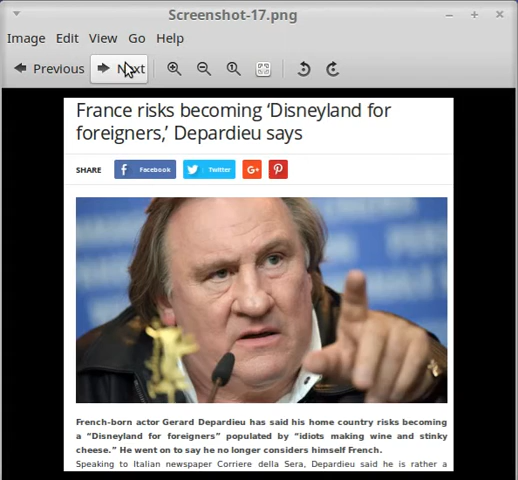 Screenshot-17.png
Image Edit View Go Help
Previous Next
France risks becoming ‘Disneyland for
foreigners,’ Depardieu says
SHARE Facebook Twitter G+
French-born actor Gerard Depardieu has said his home country risks becoming
a “Disneyland for foreigners” populated by “idiots making wine and stinky
cheese.” He went on to say he no longer considers himself French.
Speaking to Italian newspaper Corriere della Sera, Depardieu said he is rather a